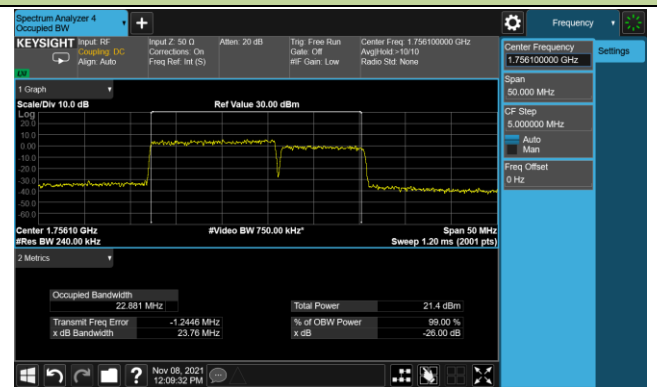 Spectrum Analyzer 4
Occupied BW
Frequency
KEYSIGHT
Input: RF
Coupling: DC
Align: Auto
Input Z: 50 Ω
Corrections: On
Freq Ref: Int (S)
Atten: 20 dB
Trig: Free Run
Gate: Off
#IF Gain: Low
Center Freq: 1.756100000 GHz
Avg|Hold:>10/10
Radio Std: None
Center Frequency
1.756100000 GHz
Settings
Span
50.000 MHz
CF Step
5.000000 MHz
Auto
Man
Freq Offset
0 Hz
1 Graph
Scale/Div 10.0 dB
Ref Value 30.00 dBm
Log
20.0
10.0
0.00
-10.0
-20.0
-30.0
-40.0
-50.0
-60.0
Center 1.75610 GHz
#Video BW 750.00 kHz*
Span 50 MHz
#Res BW 240.00 kHz
Sweep 1.20 ms (2001 pts)
2 Metrics
Occupied Bandwidth
22.881 MHz
Total Power
21.4 dBm
Transmit Freq Error
-1.2446 MHz
% of OBW Power
99.00 %
x dB Bandwidth
23.76 MHz
x dB
-26.00 dB
Nov 08, 2021
12:09:32 PM